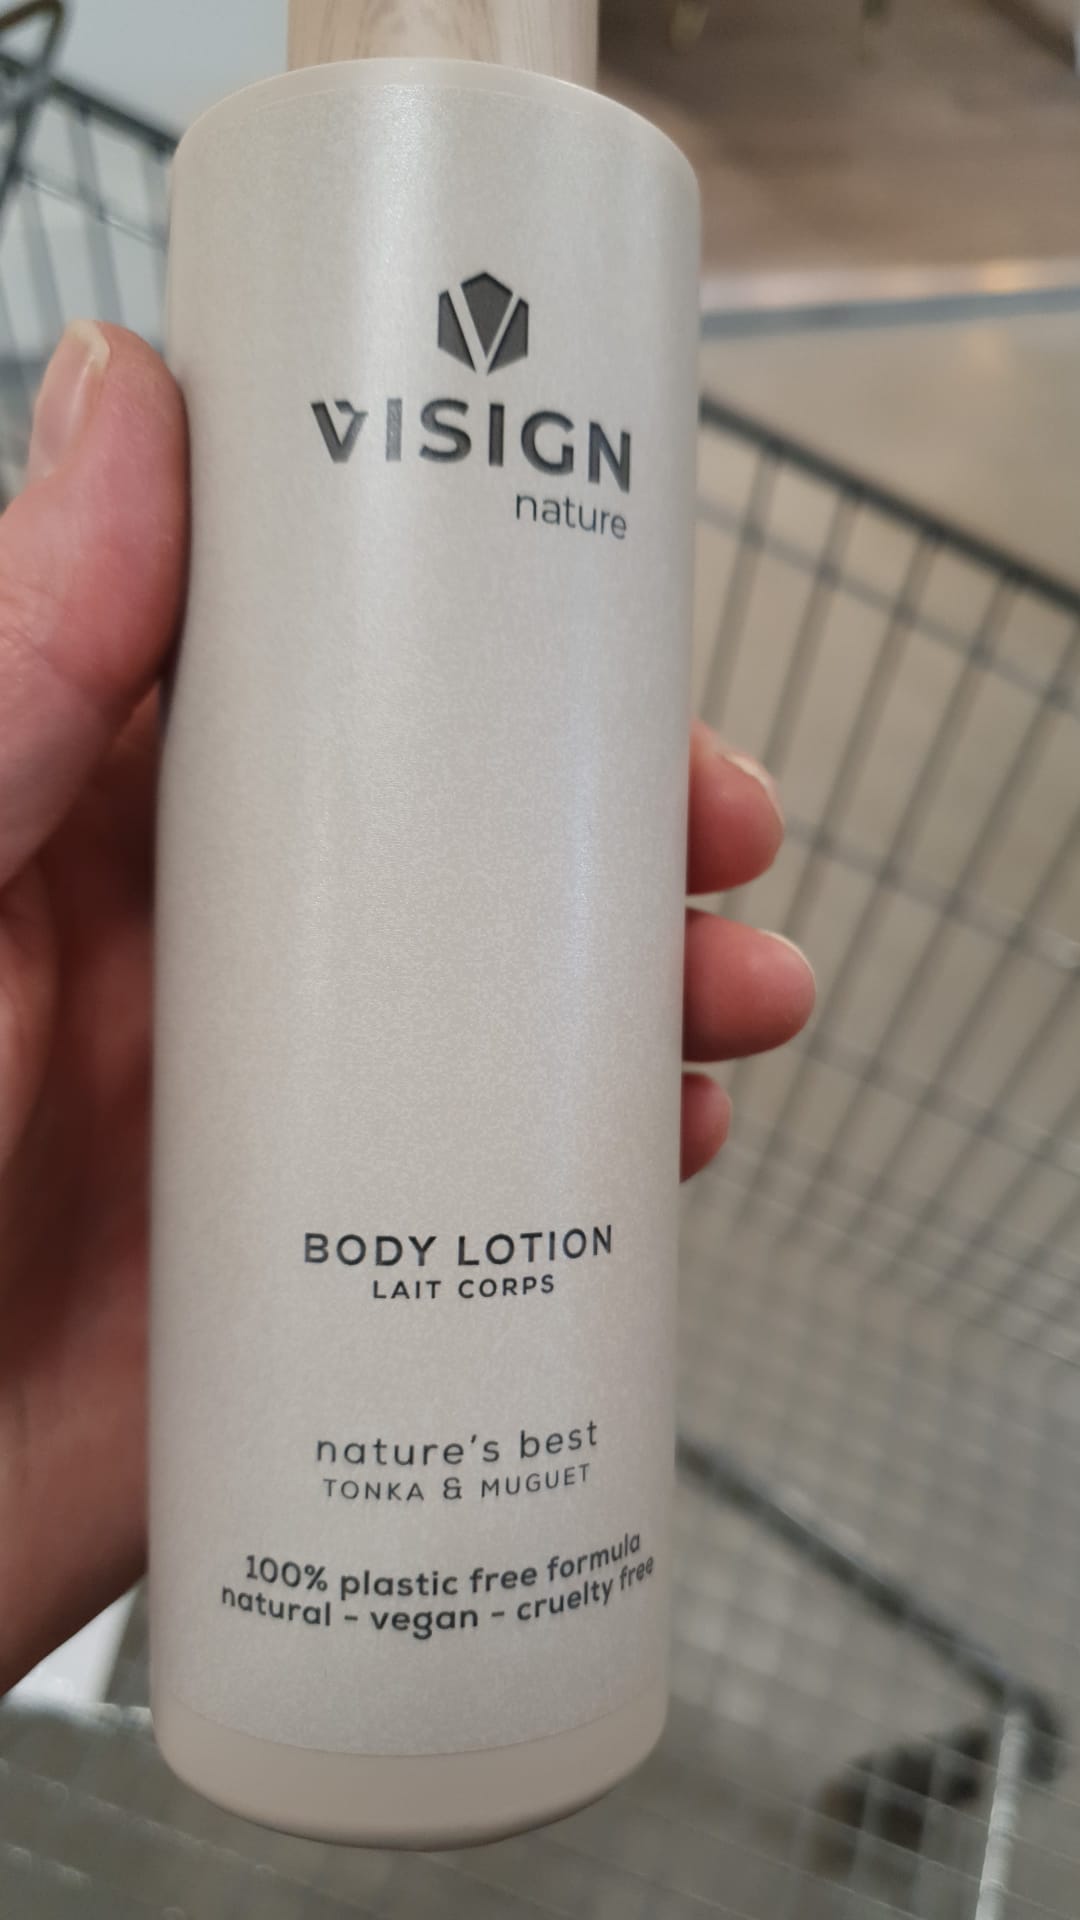 VISIGN
nature
BODY LOTION
LAIT CORPS
nature's best
TONKA & MUGUET
100% plastic free formula
natural - vegan - cruelty free